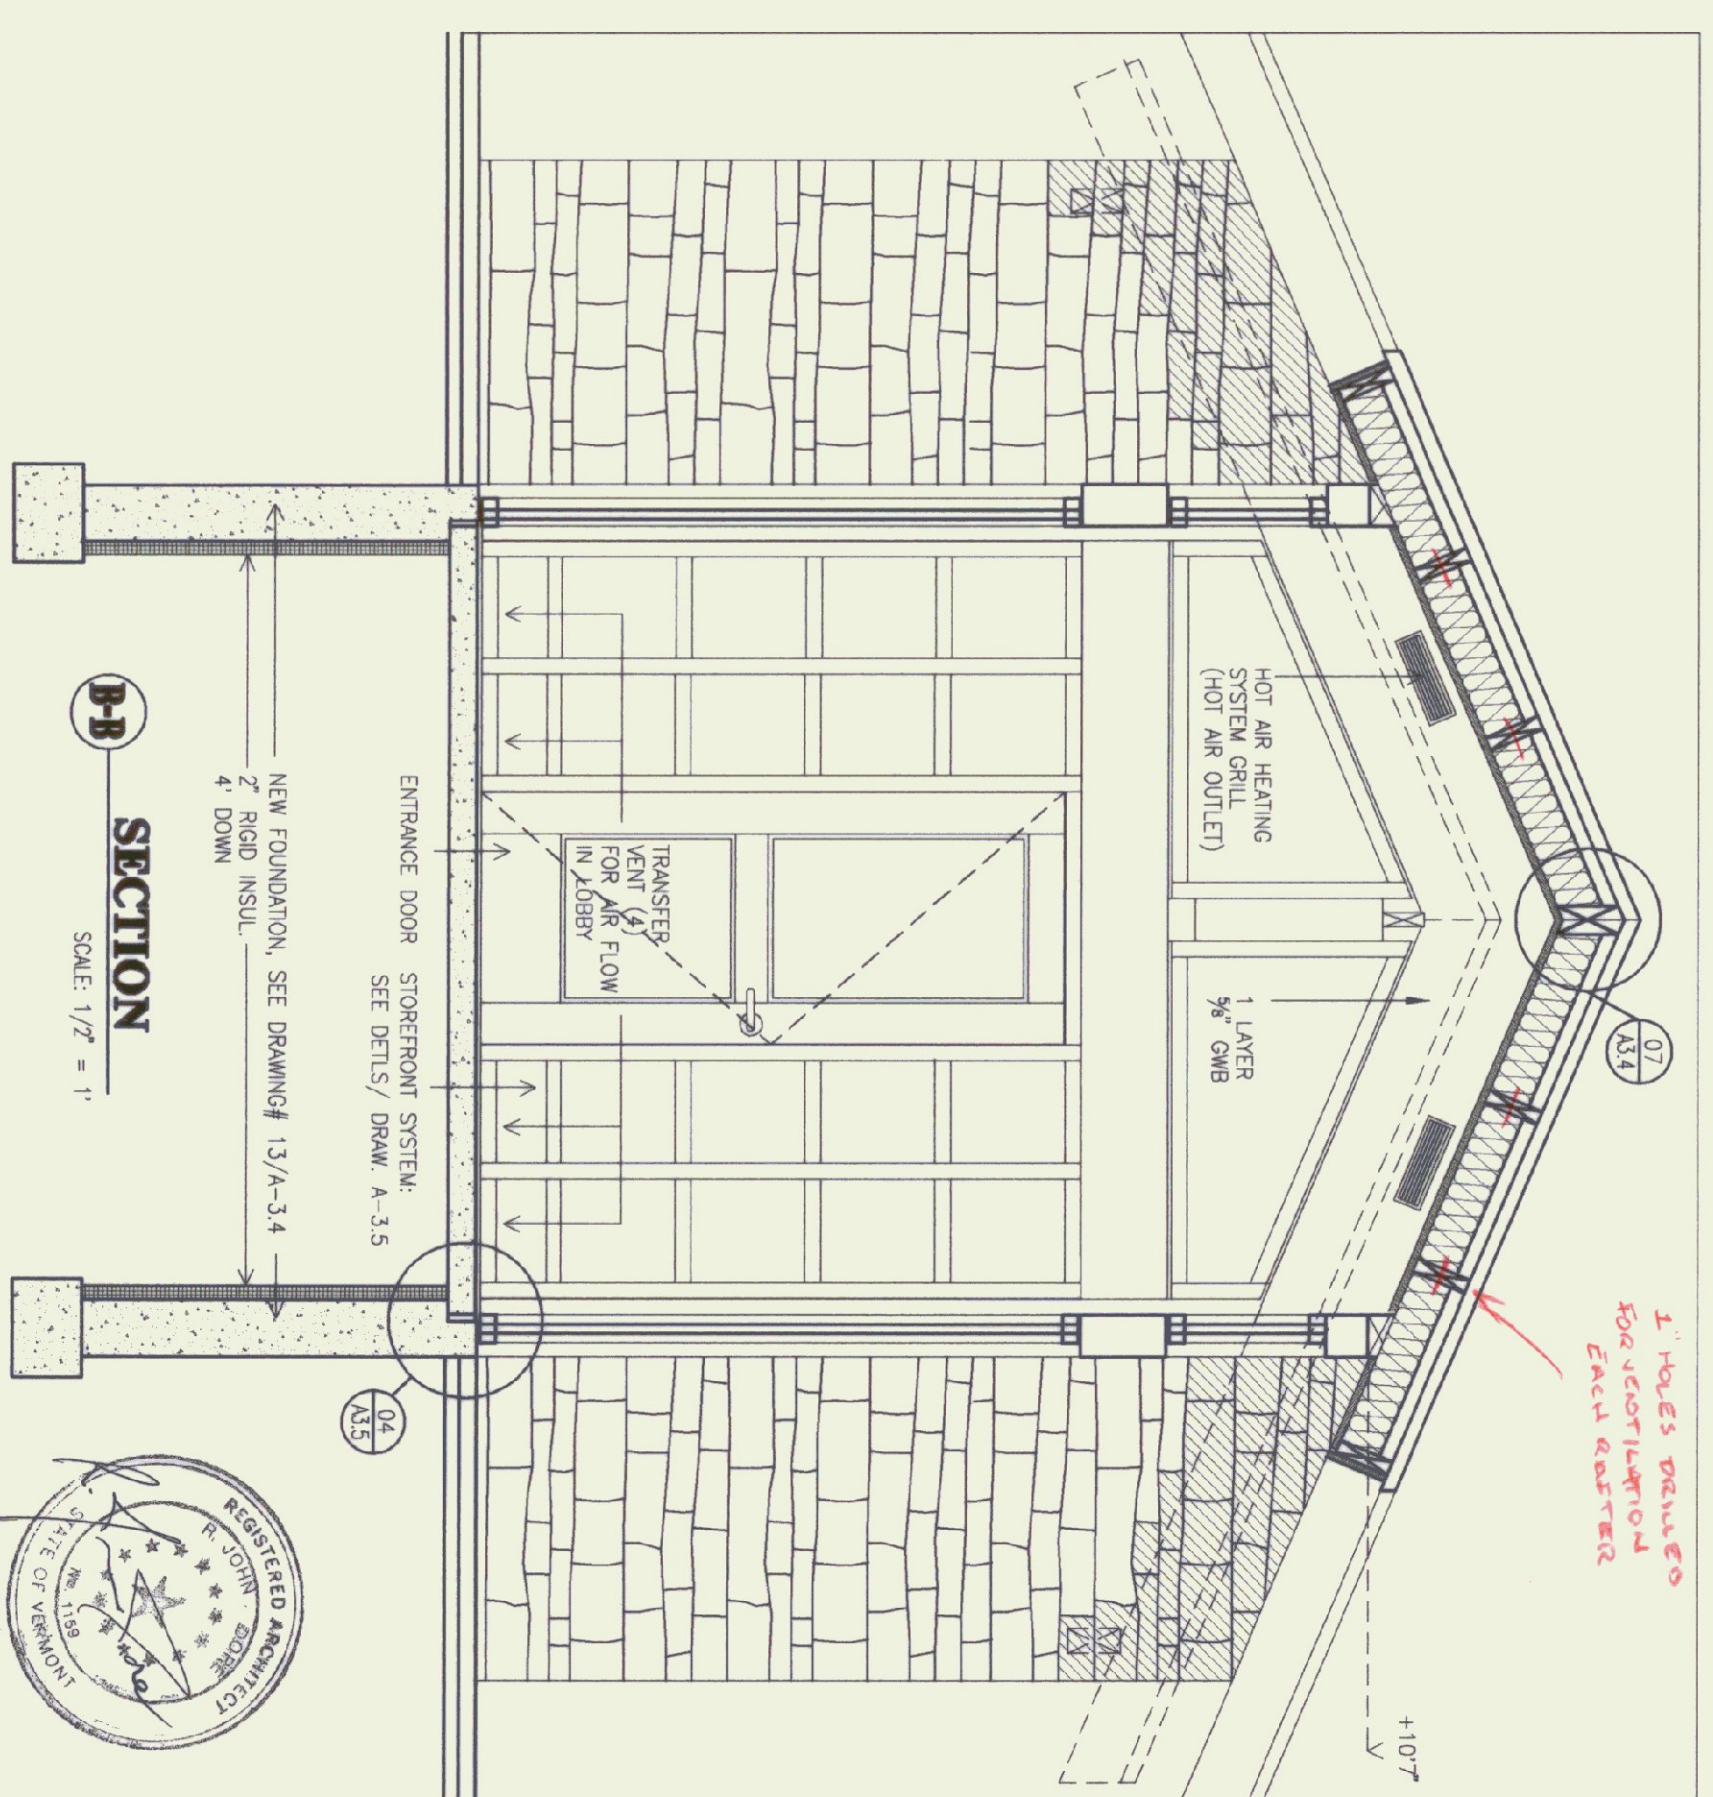 1" HOLES DRILLED
FOR VENTILATION
EACH RAFTER
+10'7"
07
A3.4
HOT AIR HEATING
SYSTEM GRILL
(HOT AIR OUTLET)
1 LAYER
5/8" GWB
TRANSFER
VENT (4)
FOR AIR FLOW
IN LOBBY
ENTRANCE DOOR
STOREFRONT SYSTEM:
SEE DETLS/ DRAW. A-3.5
04
A3.5
NEW FOUNDATION, SEE DRAWING# 13/A-3.4
2" RIGID INSUL.
4' DOWN
B-B
SECTION
SCALE: 1/2" = 1'
REGISTERED ARCHITECT
R. JOHN DORE
No. 1159
STATE OF VERMONT